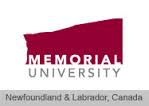 MEMORIAL
UNIVERSITY
Newfoundland & Labrador, Canada